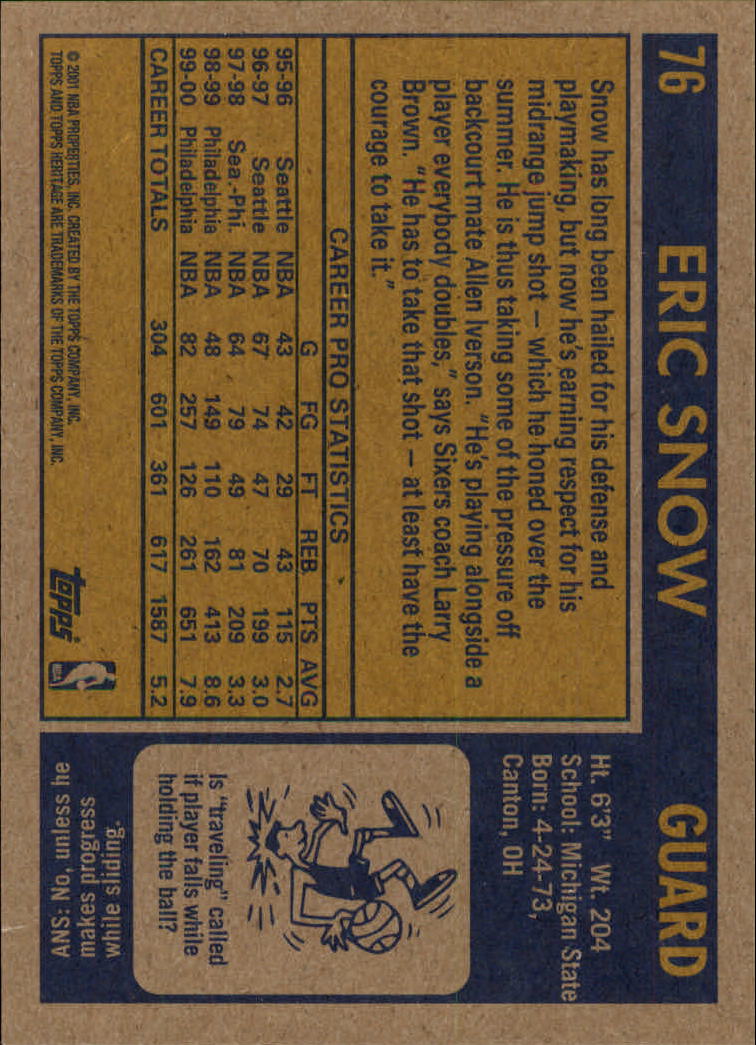 76 ERIC SNOW GUARD
Snow has long been hailed for his defense and
playmaking, but now he's earning respect for his
midrange jump shot – which he honed over the
summer. He is thus taking some of the pressure off
backcourt mate Allen Iverson. "He's playing alongside a
player everybody doubles," says Sixers coach Larry
Brown. "He has to take that shot – at least have the
courage to take it."
CAREER PRO STATISTICS
G FG FT REB. PTS AVG
95-96 Seattle NBA 43 42 29 43 115 2.7
96-97 Seattle NBA 67 74 47 70 199 3.0
97-98 Sea.-Phi. NBA 64 79 49 81 209 3.3
98-99 Philadelphia NBA 48 149 110 162 413 8.6
99-00 Philadelphia NBA 82 257 126 261 651 7.9
CAREER TOTALS 304 601 361 617 1587 5.2
© 2001 NBA PROPERTIES, INC. CREATED BY THE TOPPS COMPANY, INC.
TOPPS AND TOPPS HERITAGE ARE TRADEMARKS OF THE TOPPS COMPANY, INC.
topps
NBA
Ht. 6'3" Wt. 204
School: Michigan State
Born: 4-24-73,
Canton, OH
Is "traveling" called
if player falls while
holding the ball?
ANS: No, unless he
makes progress
while sliding.